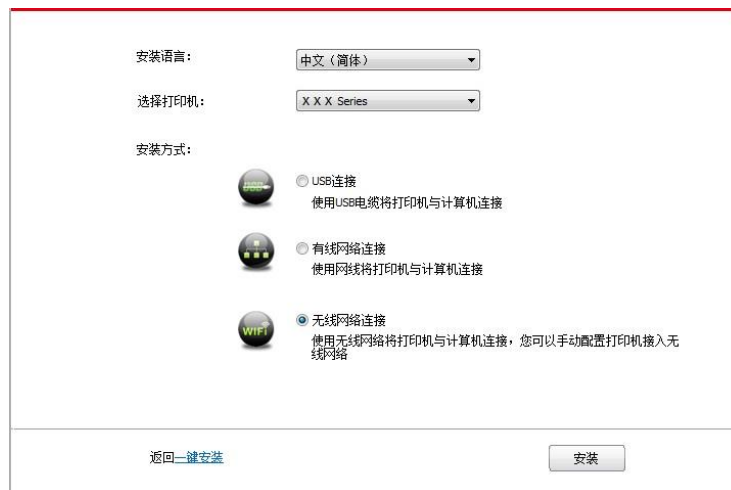 安装语言：
中文（简体）
选择打印机：
X X X Series
安装方式：
USB
USB连接
使用USB电缆将打印机与计算机连接
有线网络连接
使用网线将打印机与计算机连接
WiFi
无线网络连接
使用无线网络将打印机与计算机连接，您可以手动配置打印机接入无
线网络
返回一键安装
安装